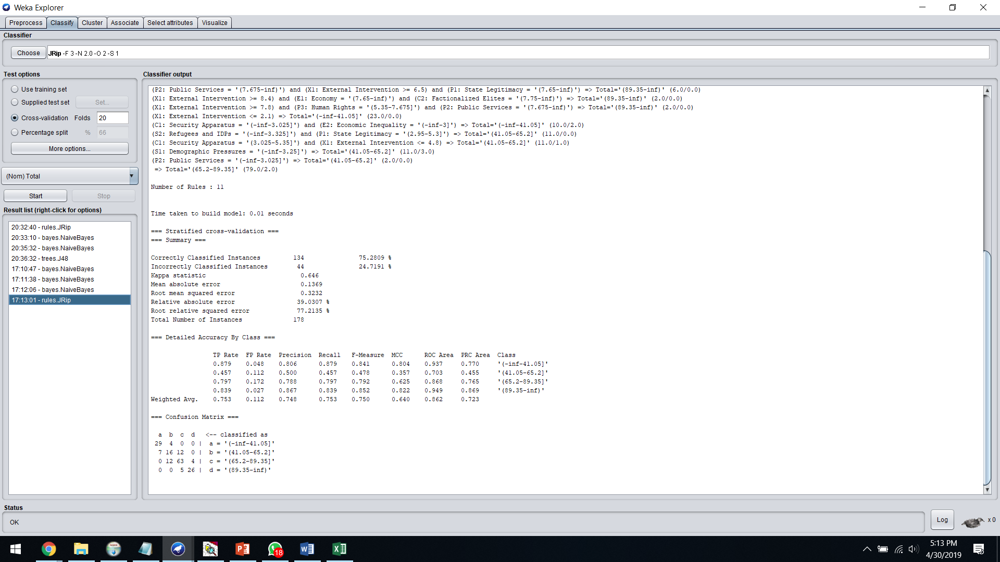 Weka Explorer
Preprocess Classify Cluster Associate Select attributes Visualize
Classifier
Choose JRip -F 3 -N 2.0 -O 2 -S 1
Test options
Use training set
Supplied test set Set...
Cross-validation Folds 20
Percentage split % 66
More options...
(Nom) Total
Start Stop
Result list (right-click for options)
20:32:40 - rules.JRip
20:33:10 - bayes.NaiveBayes
20:35:32 - bayes.NaiveBayes
20:36:32 - trees.J48
17:10:47 - bayes.NaiveBayes
17:11:38 - bayes.NaiveBayes
17:12:06 - bayes.NaiveBayes
17:13:01 - rules.JRip
Classifier output
(P2: Public Services = '(7.675-inf)') and (X1: External Intervention >= 6.5) and (P1: State Legitimacy = '(7.65-inf)') => Total='(89.35-inf)' (6.0/0.0)
(X1: External Intervention >= 8.4) and (E1: Economy = '(7.65-inf)') and (C2: Factionalized Elites = '(7.75-inf)') => Total='(89.35-inf)' (2.0/0.0)
(X1: External Intervention >= 7.8) and (P3: Human Rights = '(5.35-7.675]') and (P2: Public Services = '(7.675-inf)') => Total='(89.35-inf)' (2.0/0.0)
(X1: External Intervention <= 2.1) => Total='(-inf-41.05]' (23.0/0.0)
(C1: Security Apparatus = '(-inf-3.025]') and (E2: Economic Inequality = '(-inf-3]') => Total='(-inf-41.05]' (10.0/2.0)
(S2: Refugees and IDPs = '(-inf-3.325]') and (P1: State Legitimacy = '(2.95-5.3]') => Total='(41.05-65.2]' (11.0/0.0)
(C1: Security Apparatus = '(3.025-5.35]') and (X1: External Intervention <= 4.8) => Total='(41.05-65.2]' (11.0/1.0)
(S1: Demographic Pressures = '(-inf-3.25]') => Total='(41.05-65.2]' (11.0/3.0)
(P2: Public Services = '(-inf-3.025]') => Total='(41.05-65.2]' (2.0/0.0)
=> Total='(65.2-89.35]' (79.0/2.0)
Number of Rules : 11
Time taken to build model: 0.01 seconds
=== Stratified cross-validation ===
=== Summary ===
Correctly Classified Instances 134 75.2809 %
Incorrectly Classified Instances 44 24.7191 %
Kappa statistic 0.646
Mean absolute error 0.1369
Root mean squared error 0.3232
Relative absolute error 39.0307 %
Root relative squared error 77.2135 %
Total Number of Instances 178
=== Detailed Accuracy By Class ===
TP Rate FP Rate Precision Recall F-Measure MCC ROC Area PRC Area Class
0.879 0.048 0.806 0.879 0.841 0.804 0.937 0.770 '(-inf-41.05]'
0.457 0.112 0.500 0.457 0.478 0.357 0.703 0.455 '(41.05-65.2]'
0.797 0.172 0.788 0.797 0.792 0.625 0.868 0.765 '(65.2-89.35]'
0.839 0.027 0.867 0.839 0.852 0.822 0.949 0.869 '(89.35-inf)'
Weighted Avg. 0.753 0.112 0.748 0.753 0.750 0.640 0.862 0.723
=== Confusion Matrix ===
a b c d <-- classified as
29 4 0 0 | a = '(-inf-41.05]'
7 16 12 0 | b = '(41.05-65.2]'
0 12 63 4 | c = '(65.2-89.35]'
0 0 5 26 | d = '(89.35-inf)'
Status
OK
Log x 0
18
5:13 PM
4/30/2019